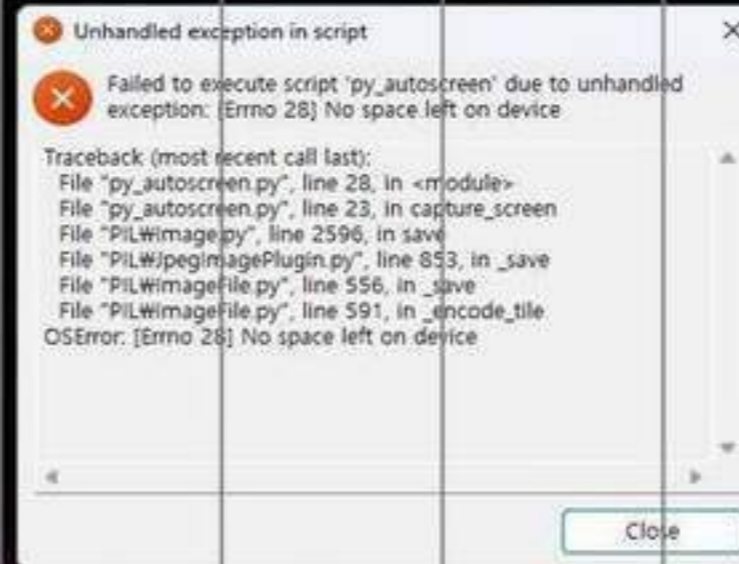 Unhandled exception in script
Failed to execute script 'py_autoscreen' due to unhandled
exception: [Errno 28] No space left on device
Traceback (most recent call last):
File "py_autoscreen.py", line 28, in <module>
File "py_autoscreen.py", line 23, in capture_screen
File "PIL₩Image.py", line 2596, in save
File "PIL₩JpegImagePlugin.py", line 853, in _save
File "PIL₩ImageFile.py", line 556, in _save
File "PIL₩ImageFile.py", line 591, in _encode_tile
OSError: [Errno 28] No space left on device
Close